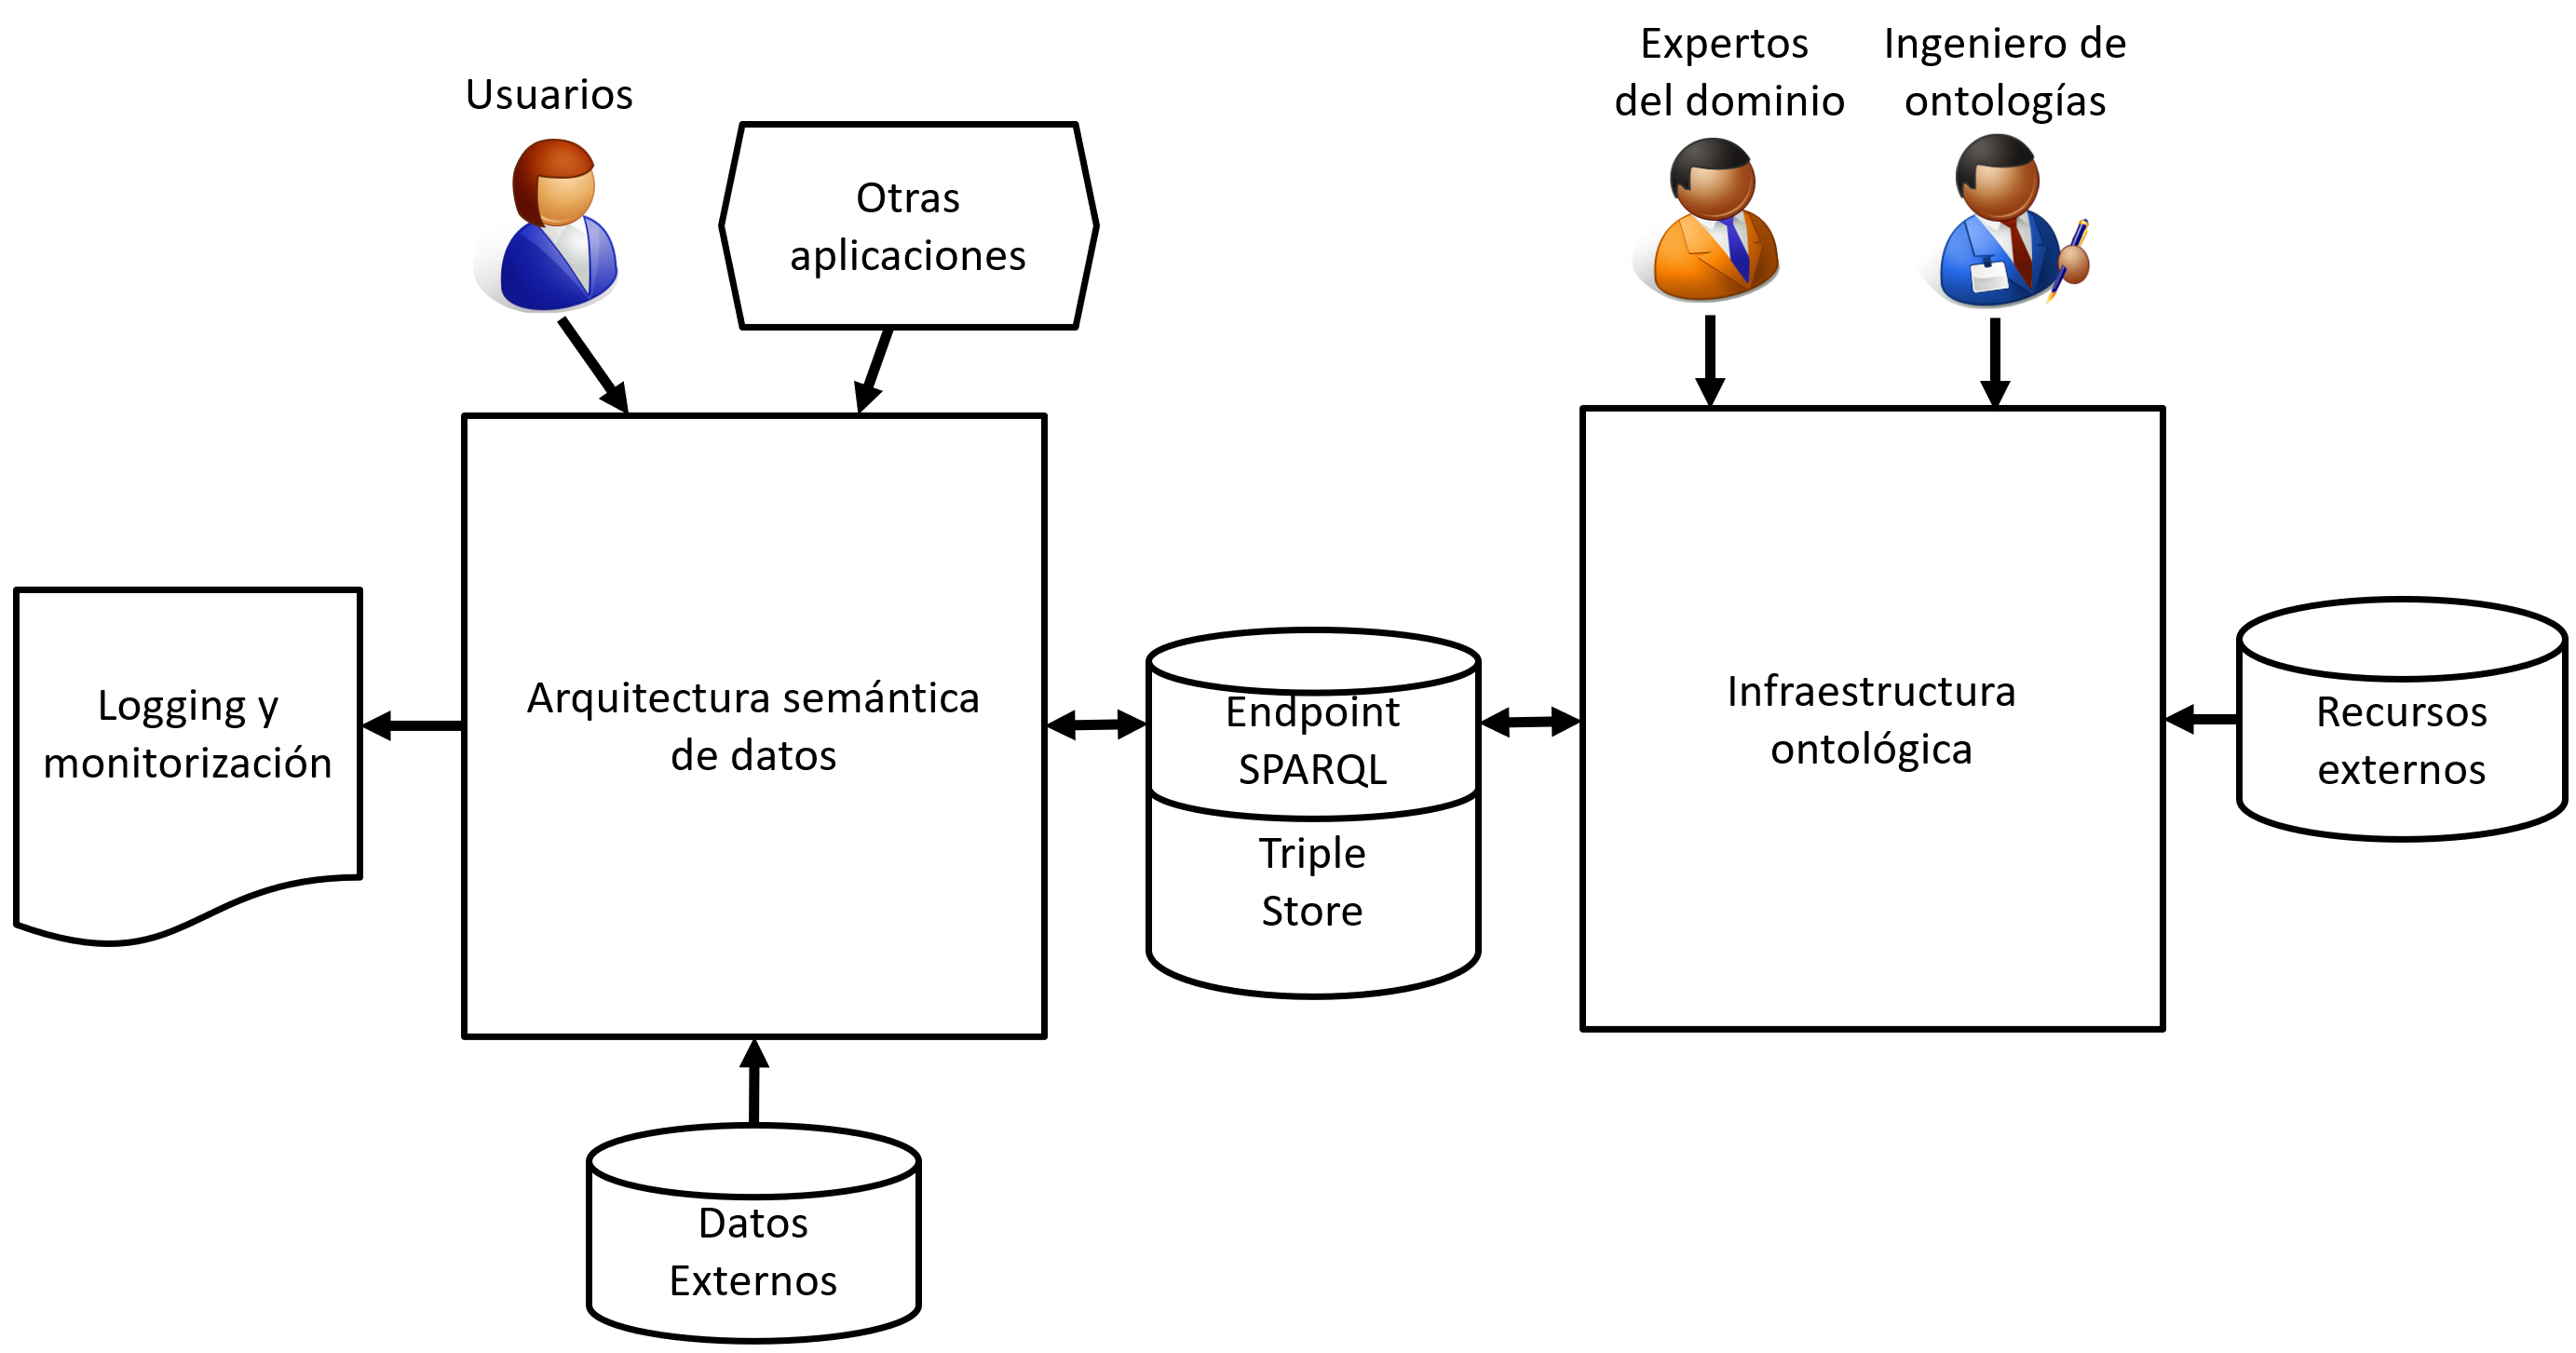 Usuarios
Otras
aplicaciones
Expertos
del dominio
Ingeniero de
ontologías
Logging y
monitorización
Arquitectura semántica
de datos
Endpoint
SPARQL
Triple
Store
Infraestructura
ontológica
Recursos
externos
Datos
Externos